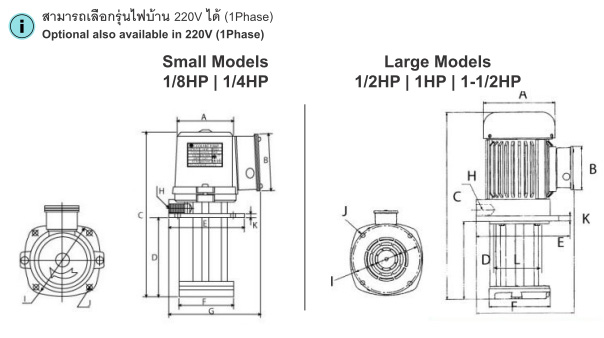 สามารถเลือกรุ่นไฟบ้าน 220V ได้ (1Phase)
Optional also available in 220V (1Phase)
Small Models
1/8HP | 1/4HP
A
B
H
C
E
K
D
F
G
I
J
Large Models
1/2HP | 1HP | 1-1/2HP
A
B
H
C
K
J
E
D
L
I
F